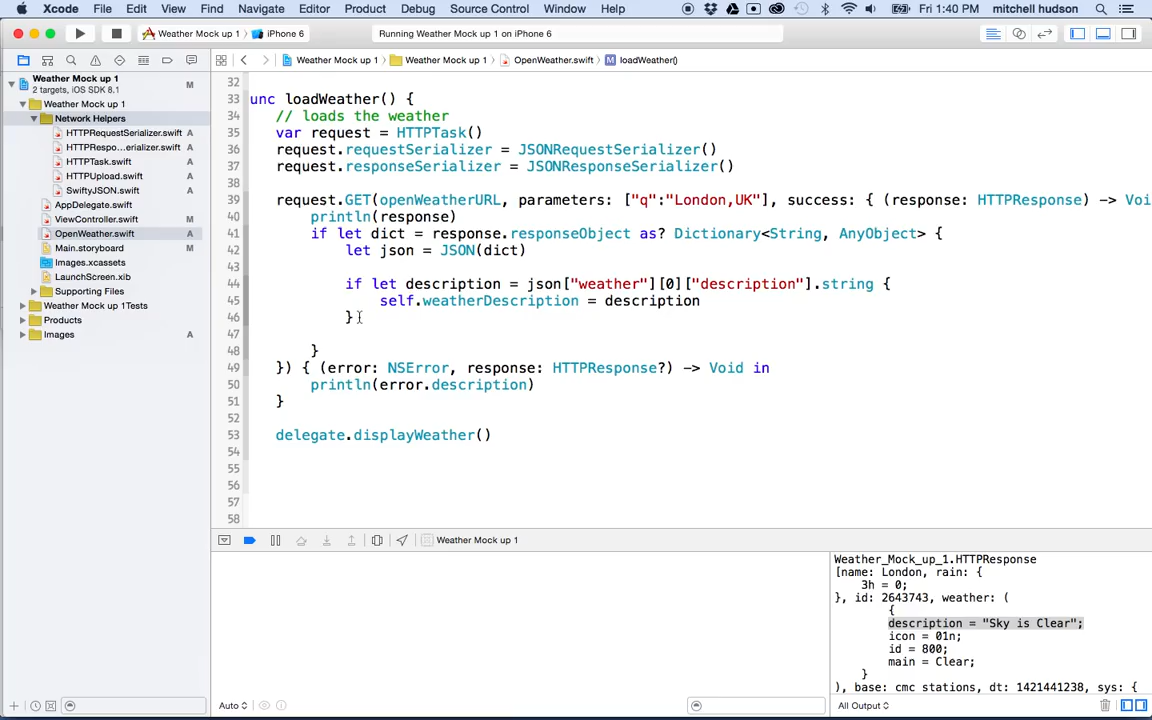 Xcode File Edit View Find Navigate Editor Product Debug Source Control Window Help Fri 1:40 PM mitchell hudson
Weather Mock up 1 iPhone 6 Running Weather Mock up 1 on iPhone 6
Weather Mock up 1 Weather Mock up 1 OpenWeather.swift M loadWeather()
Weather Mock up 1 M
2 targets, iOS SDK 8.1
Weather Mock up 1
Network Helpers
HTTPRequestSerializer.swift A
HTTPRespo...erializer.swift A
HTTPTask.swift A
HTTPUpload.swift A
SwiftyJSON.swift A
AppDelegate.swift
ViewController.swift M
OpenWeather.swift A
Main.storyboard M
Images.xcassets
LaunchScreen.xib
Supporting Files
Weather Mock up 1Tests
Products
Images A
32
33 unc loadWeather() {
34 // loads the weather
35 var request = HTTPTask()
36 request.requestSerializer = JSONRequestSerializer()
37 request.responseSerializer = JSONResponseSerializer()
38
39 request.GET(openWeatherURL, parameters: ["q":"London,UK"], success: { (response: HTTPResponse) -> Voi
40 println(response)
41 if let dict = response.responseObject as? Dictionary<String, AnyObject> {
42 let json = JSON(dict)
43
44 if let description = json["weather"][0]["description"].string {
45 self.weatherDescription = description
46 }
47
48 }
49 }) { (error: NSError, response: HTTPResponse?) -> Void in
50 println(error.description)
51 }
52
53 delegate.displayWeather()
54
55
56
57
58
Weather Mock up 1
Weather_Mock_up_1.HTTPResponse
[name: London, rain: {
3h = 0;
}, id: 2643743, weather: (
{
description = "Sky is Clear";
icon = 01n;
id = 800;
main = Clear;
}
), base: cmc stations, dt: 1421441238, sys: {
Auto All Output